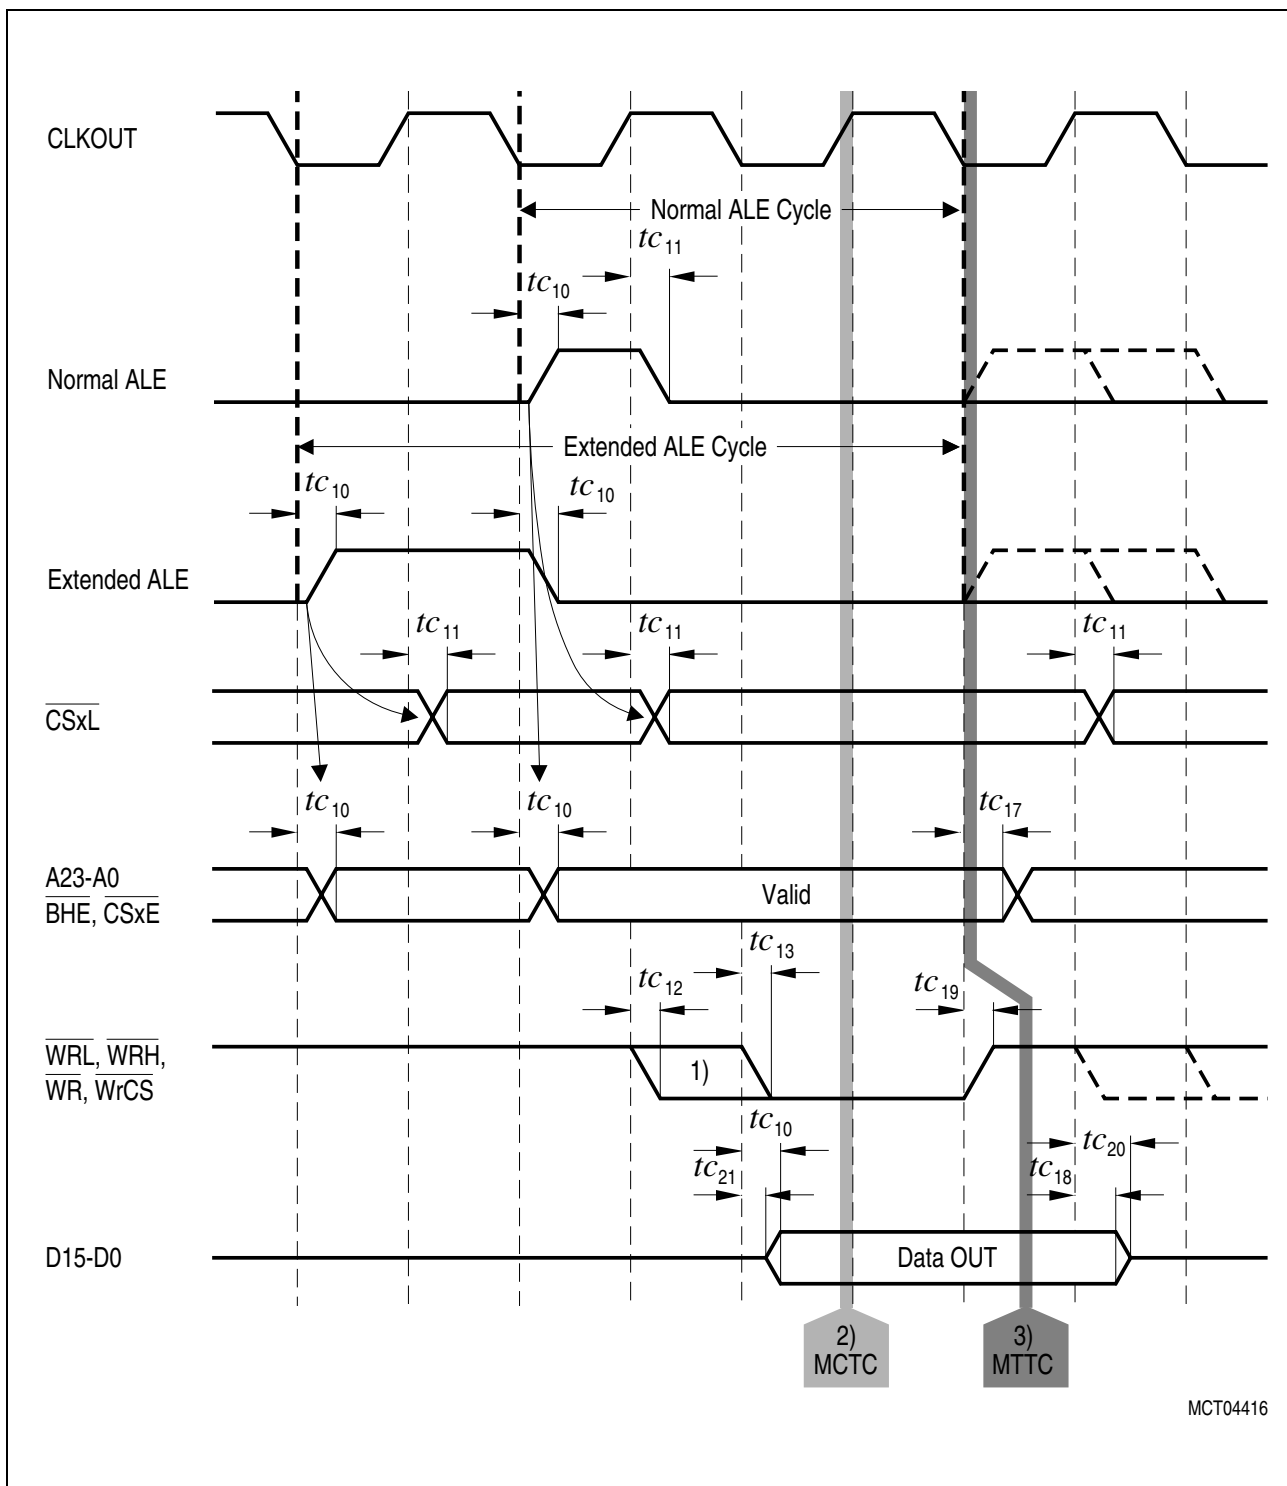 CLKOUT
Normal ALE Cycle
tc11
tc10
Normal ALE
Extended ALE Cycle
tc10
tc10
Extended ALE
tc11
tc11
tc11
CSxL
tc10
tc10
tc17
A23-A0
BHE, CSxE
Valid
tc13
tc12
tc19
WRL, WRH,
WR, WrCS
1)
tc10
tc20
tc21
tc18
D15-D0
Data OUT
2)
MCTC
3)
MTTC
MCT04416